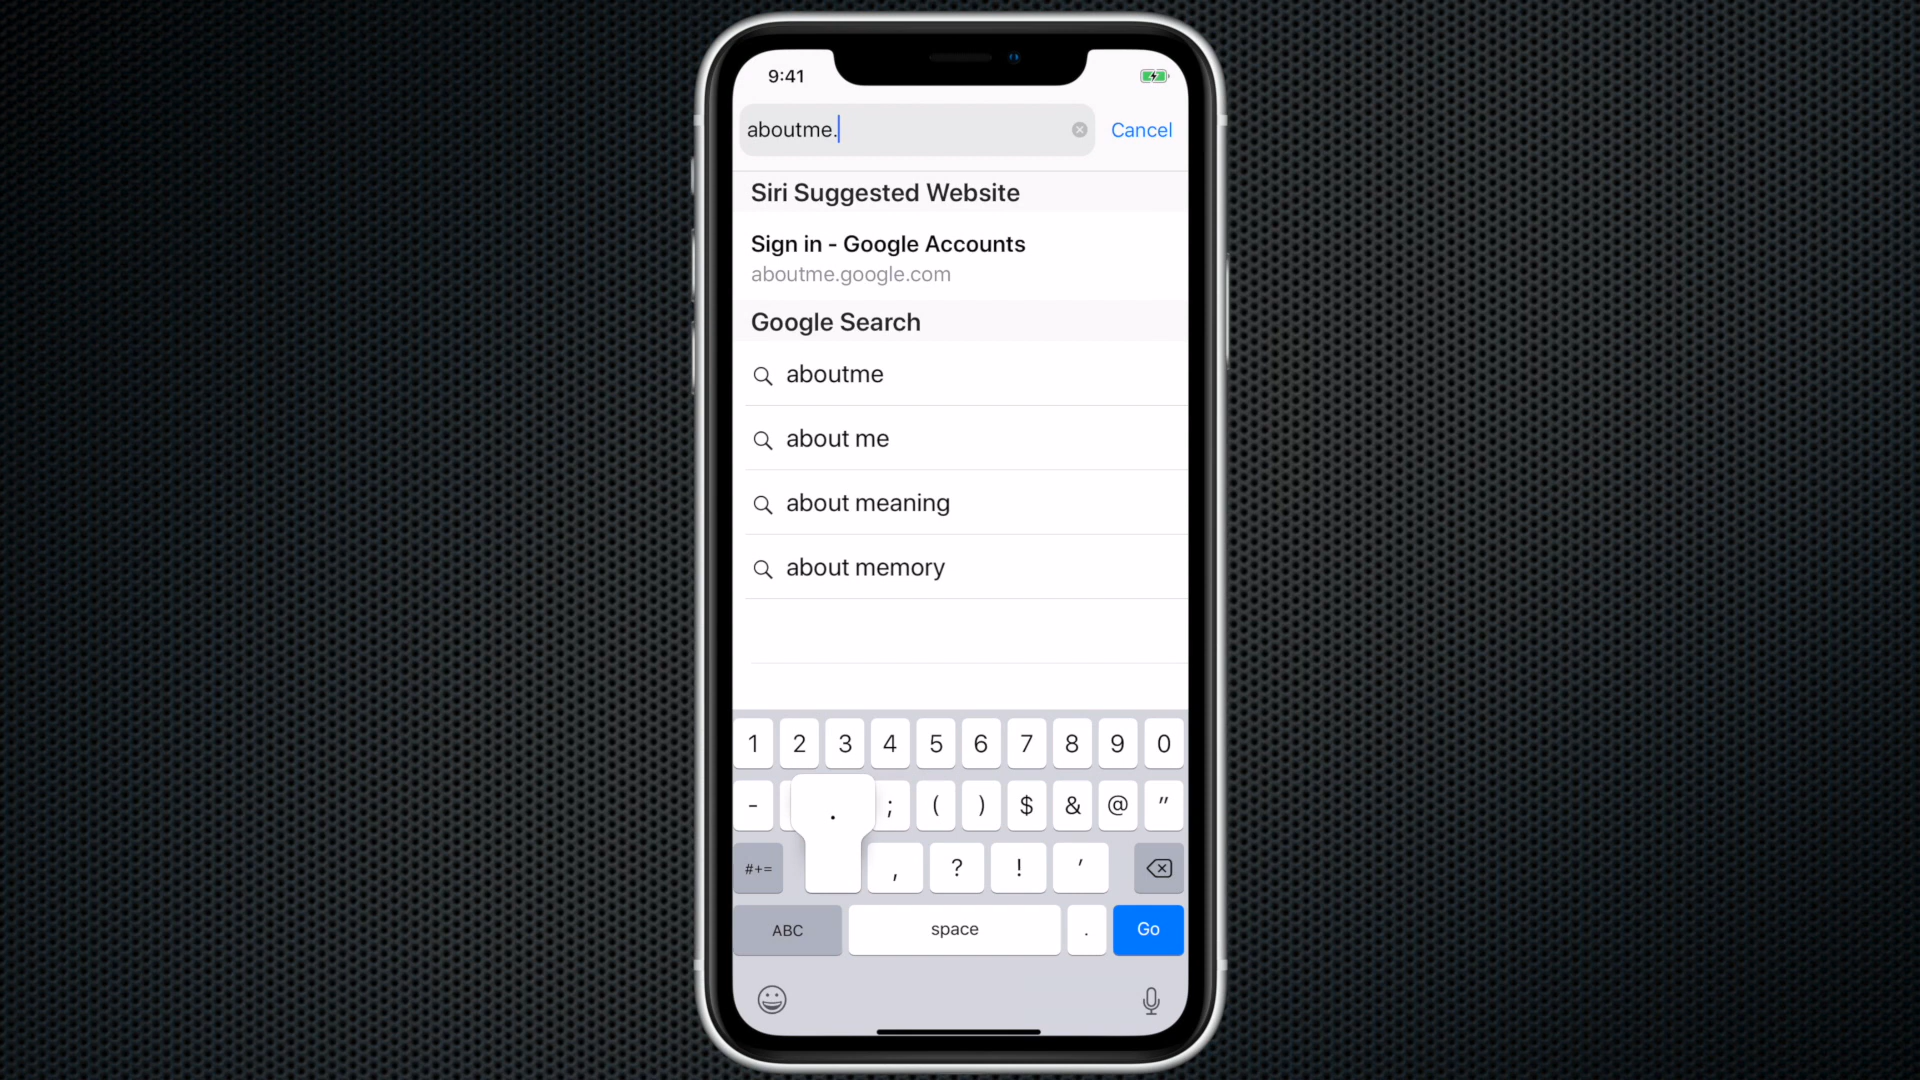 9:41
aboutme.
Cancel
Siri Suggested Website
Sign in - Google Accounts
aboutme.google.com
Google Search
aboutme
about me
about meaning
about memory
1 2 3 4 5 6 7 8 9 0
- . ; ( ) $ & @ "
#+= , ? ! '
ABC space . Go